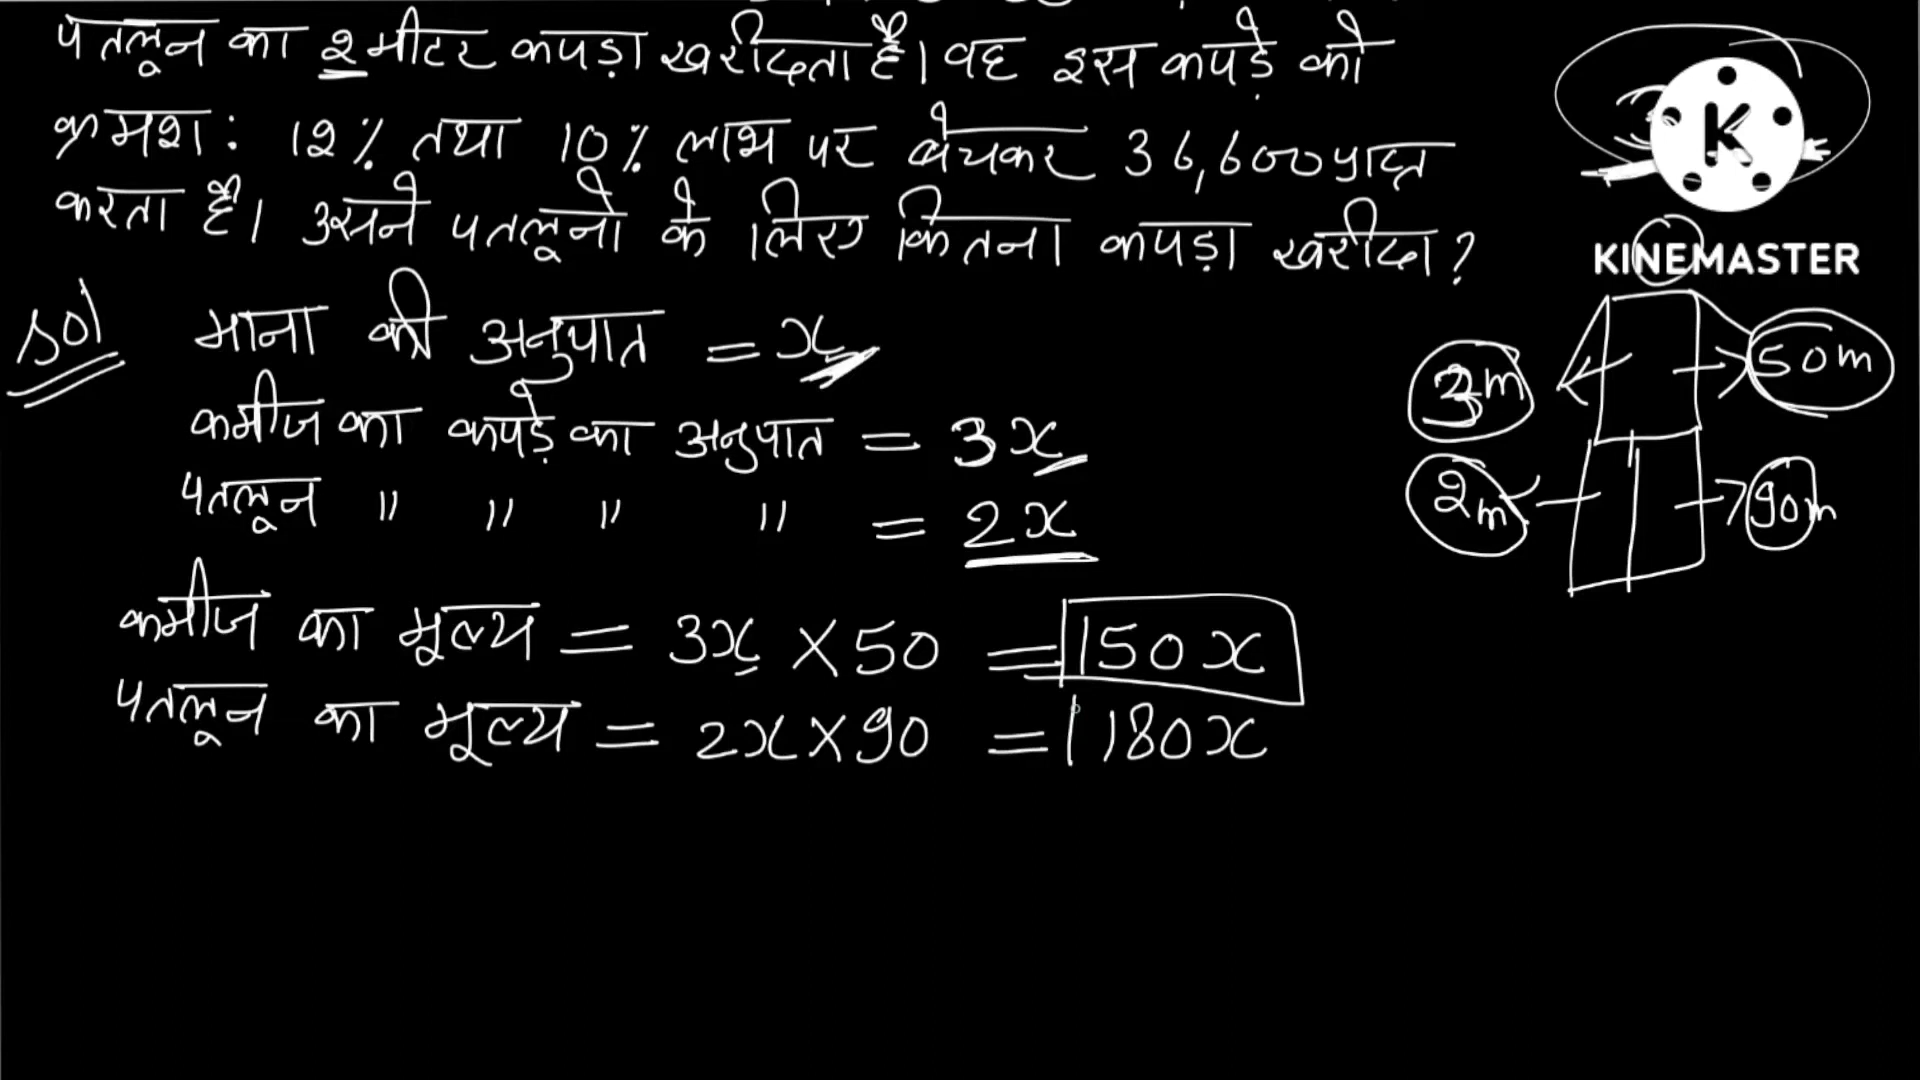 पतलून का 2 मीटर कपड़ा खरीदता है। वह इस कपड़े को
क्रमश: 12% तथा 10% लाभ पर बेचकर 36,600 प्राप्त
करता है। उसने पतलूनो के लिए कितना कपड़ा खरीदा?
K
KINEMASTER
Sol माना की अनुपात = x
कमीज का कपड़े का अनुपात = 3x
पतलून " " " " = 2x
कमीज का मूल्य = 3x × 50 = 150x
पतलून का मूल्य = 2x × 90 = 180x
3m 50m
2m 90m